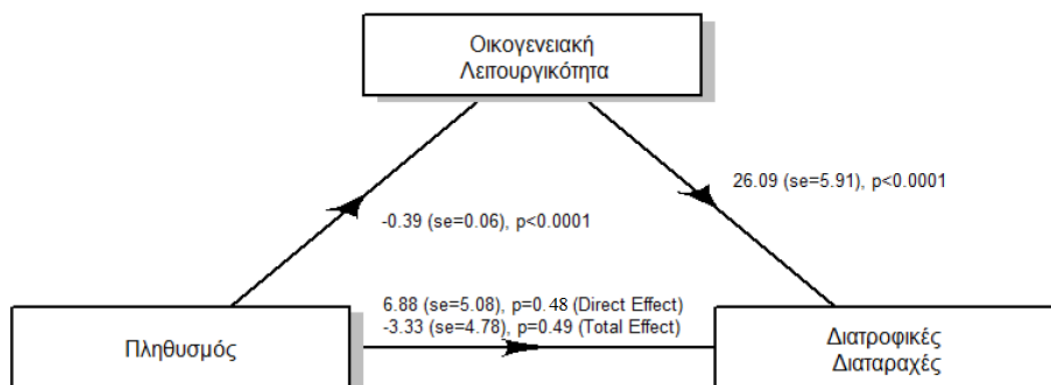 Οικογενειακή
Λειτουργικότητα
26.09 (se=5.91), p<0.0001
-0.39 (se=0.06), p<0.0001
6.88 (se=5.08), p=0.48 (Direct Effect)
-3.33 (se=4.78), p=0.49 (Total Effect)
Πληθυσμός
Διατροφικές
Διαταραχές